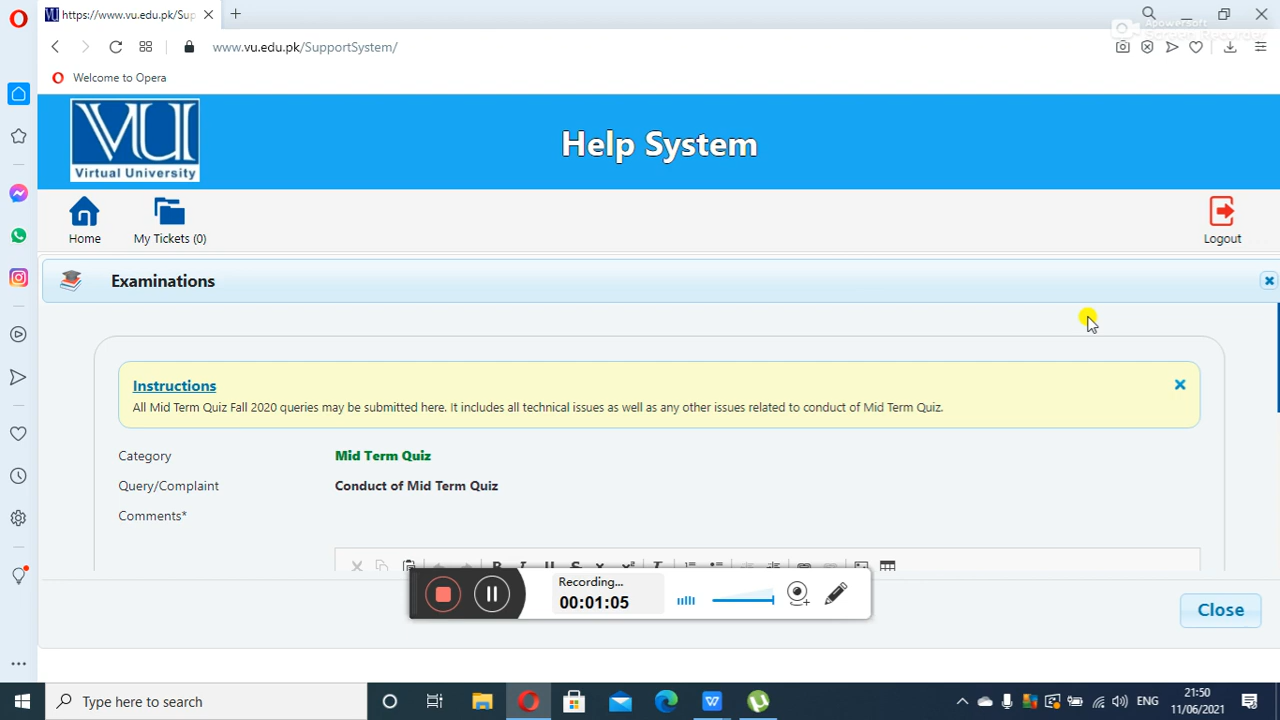 https://www.vu.edu.pk/Sup
Apowersoft
Screen Recorder
www.vu.edu.pk/SupportSystem/
Welcome to Opera
VU
Virtual University
Help System
Home
My Tickets (0)
Logout
Examinations
Instructions
All Mid Term Quiz Fall 2020 queries may be submitted here. It includes all technical issues as well as any other issues related to conduct of Mid Term Quiz.
Category
Mid Term Quiz
Query/Complaint
Conduct of Mid Term Quiz
Comments*
Recording...
00:01:05
Close
Type here to search
ENG
21:50
11/06/2021